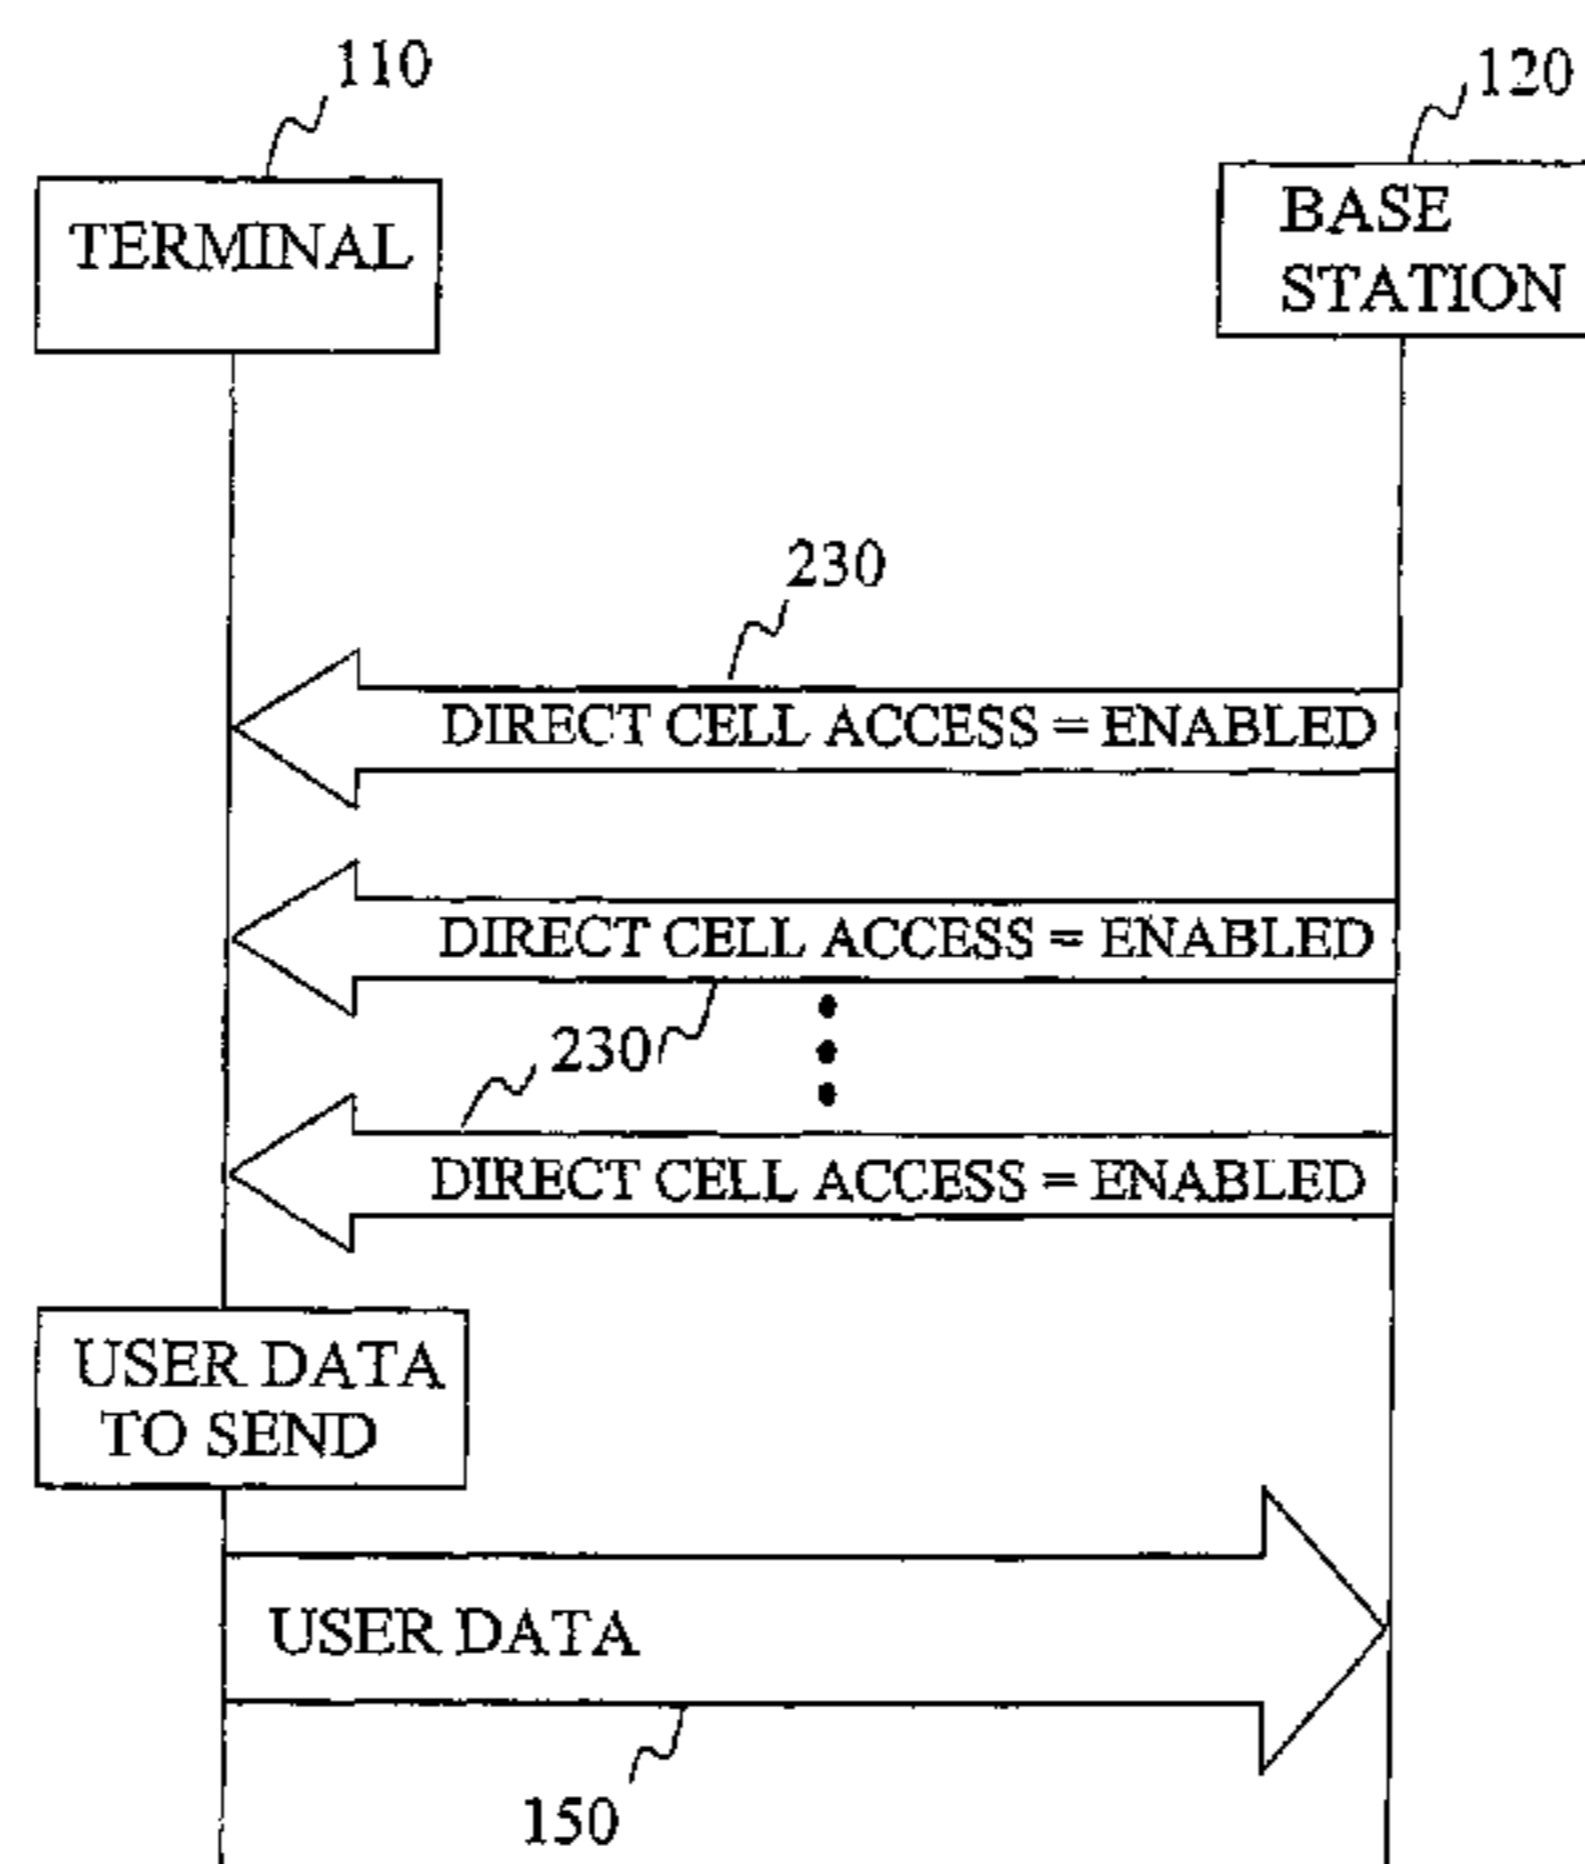 110
120
TERMINAL
BASE
STATION
230
DIRECT CELL ACCESS = ENABLED
DIRECT CELL ACCESS = ENABLED
230
DIRECT CELL ACCESS = ENABLED
USER DATA
TO SEND
USER DATA
150